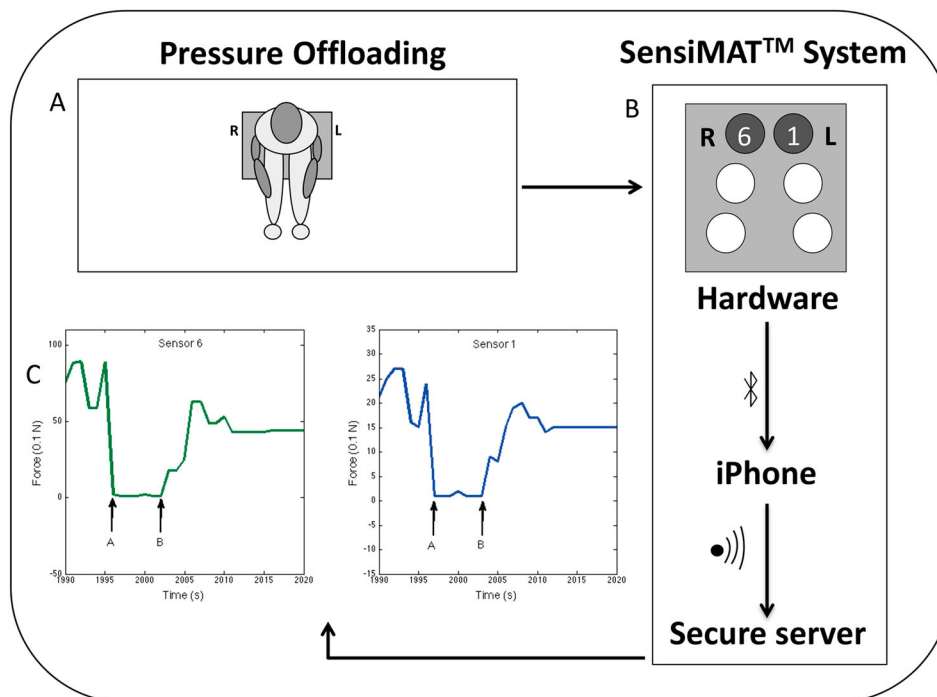 Pressure Offloading
SensiMAT™ System
A
R
L
B
R
6
1
L
Hardware
iPhone
Secure server
C
Sensor 6
100
50
0
-50
Force (0.1 N)
A
B
1990
1995
2000
2005
2010
2015
2020
Time (s)
Sensor 1
35
30
25
20
15
10
5
0
-5
-10
-15
Force (0.1 N)
A
B
1990
1995
2000
2005
2010
2015
2020
Time (s)